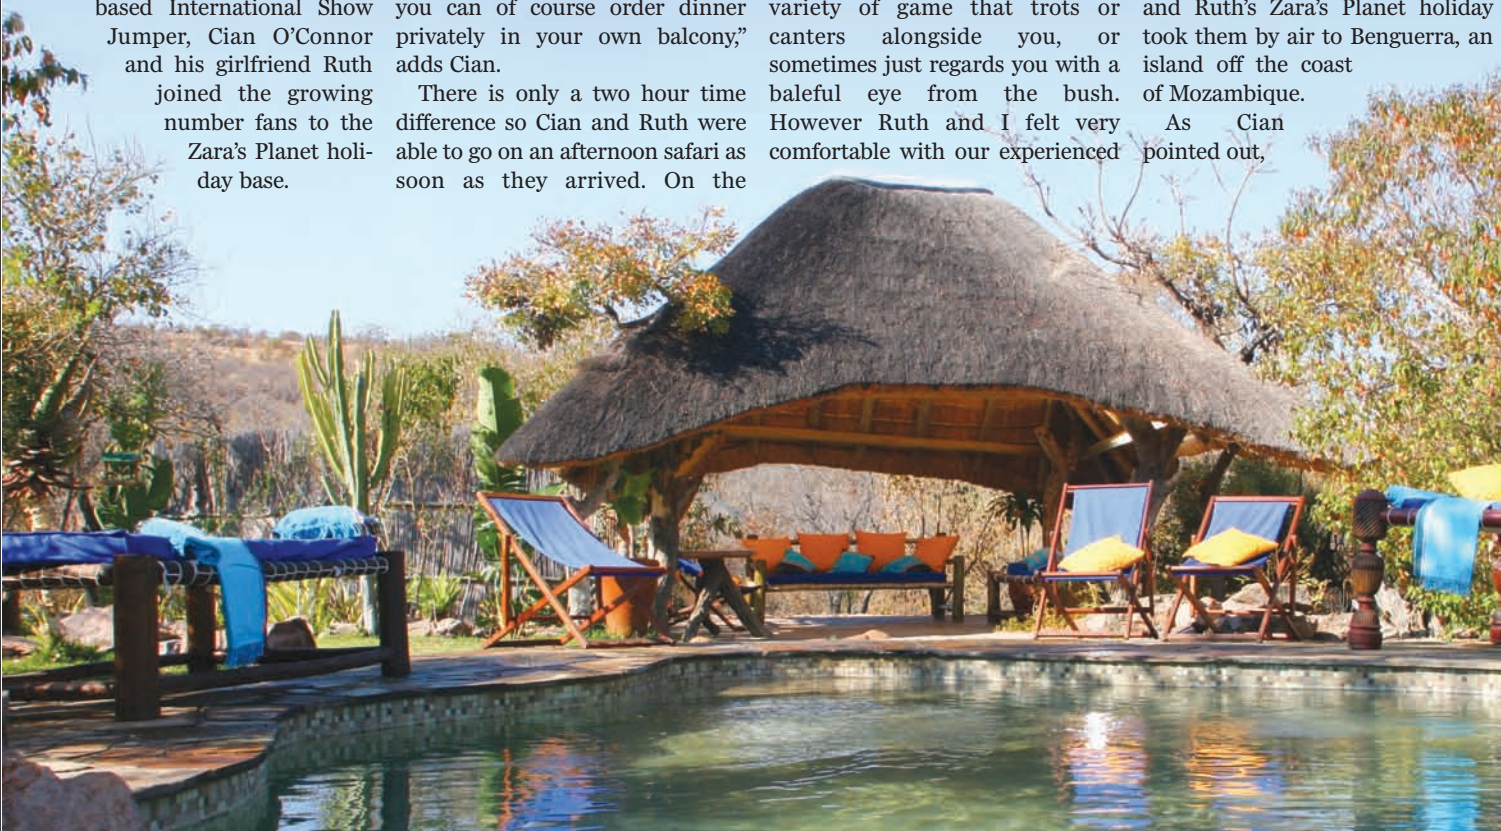 based International Show
Jumper, Cian O’Connor
and his girlfriend Ruth
joined the growing
number fans to the
Zara’s Planet holi-
day base.
you can of course order dinner
privately in your own balcony,”
adds Cian.
There is only a two hour time
difference so Cian and Ruth were
able to go on an afternoon safari as
soon as they arrived. On the
variety of game that trots or
canters alongside you, or
sometimes just regards you with a
baleful eye from the bush.
However Ruth and I felt very
comfortable with our experienced
and Ruth’s Zara’s Planet holiday
took them by air to Benguerra, an
island off the coast
of Mozambique.
As Cian
pointed out,